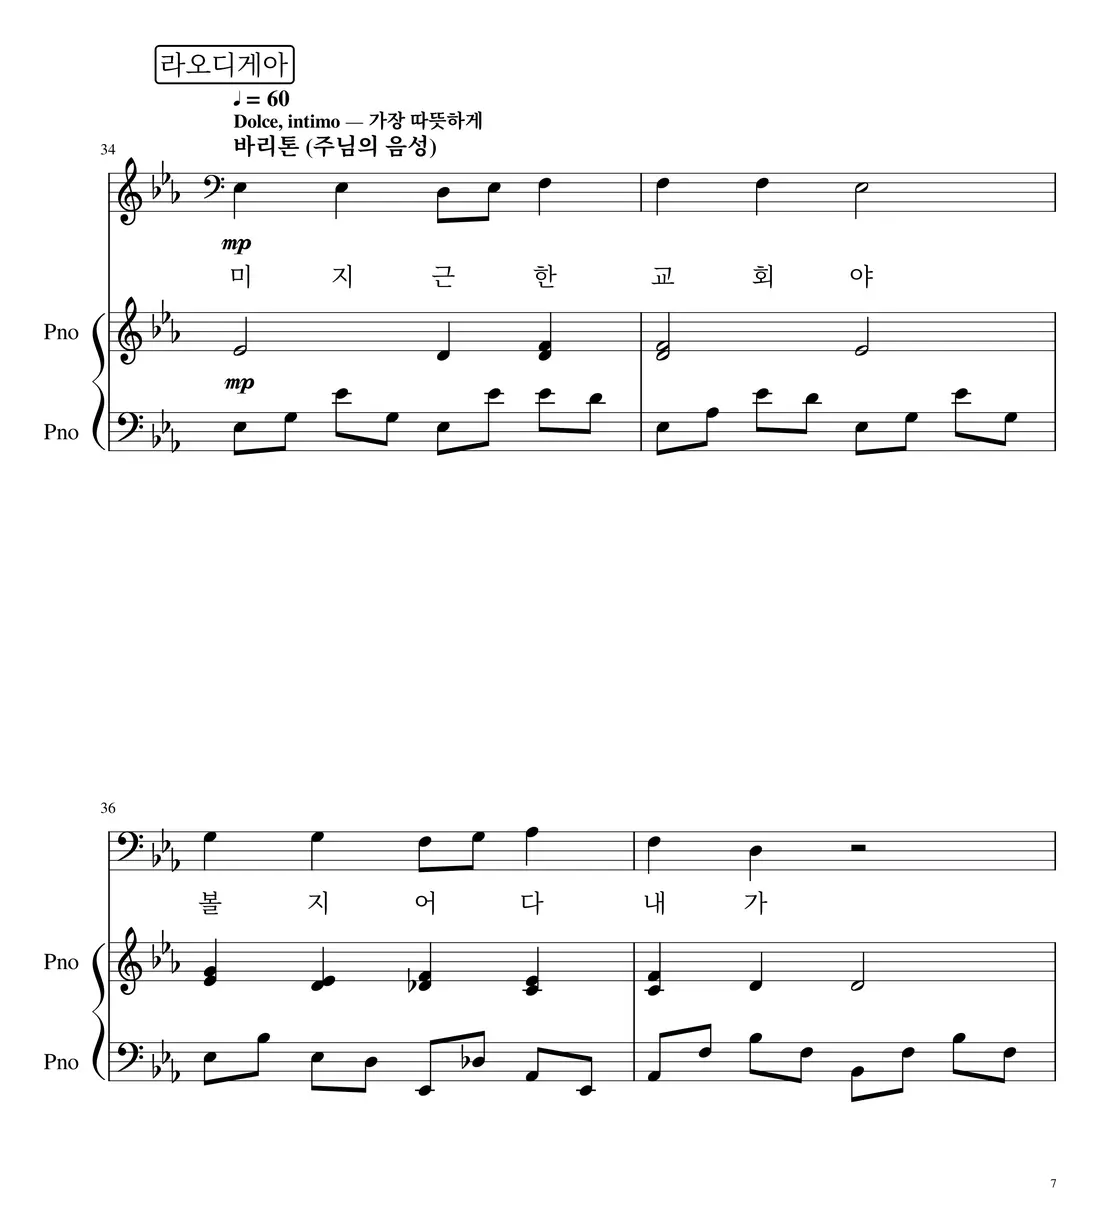 라오디게아
♩ = 60
Dolce, intimo — 가장 따뜻하게
바리톤 (주님의 음성)
34
mp
미 지 근 한 교 회 야
Pno
mp
Pno
36
볼 지 어 다 내 가
Pno
Pno
7